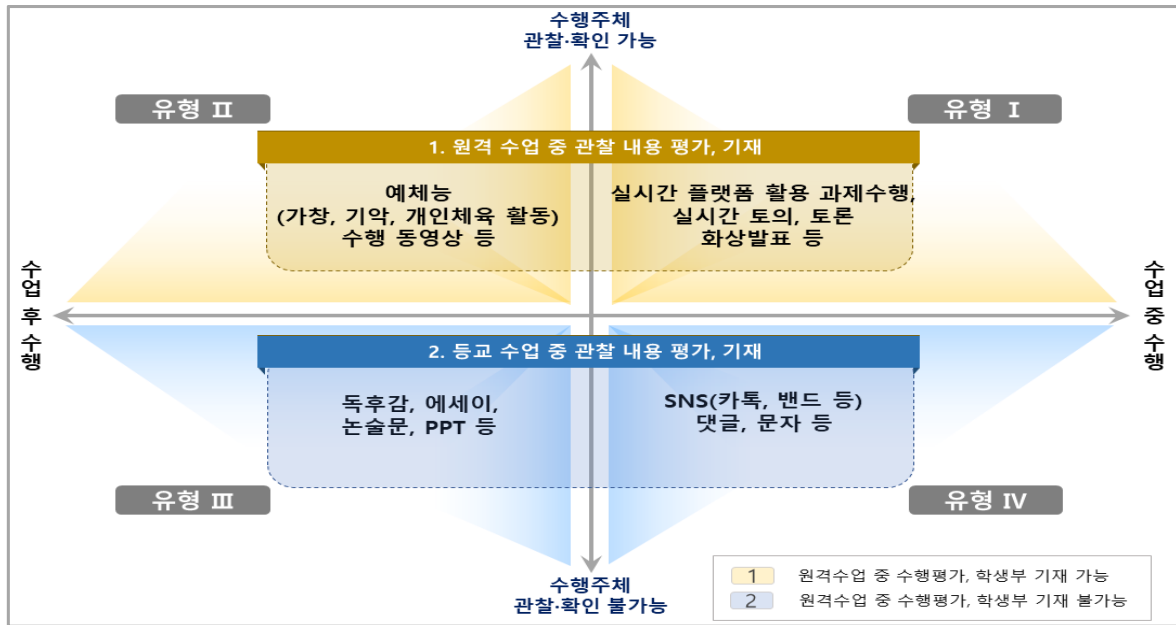 수행주체
관찰·확인 가능
유형 Ⅱ
유형 Ⅰ
1. 원격 수업 중 관찰 내용 평가, 기재
예체능
(가창, 기악, 개인체육 활동)
수행 동영상 등
실시간 플랫폼 활용 과제수행,
실시간 토의, 토론
화상발표 등
수업 후 수행
수업 중 수행
2. 등교 수업 중 관찰 내용 평가, 기재
독후감, 에세이,
논술문, PPT 등
SNS(카톡, 밴드 등)
댓글, 문자 등
유형 Ⅲ
유형 Ⅳ
수행주체
관찰·확인 불가능
1 원격수업 중 수행평가, 학생부 기재 가능
2 원격수업 중 수행평가, 학생부 기재 불가능